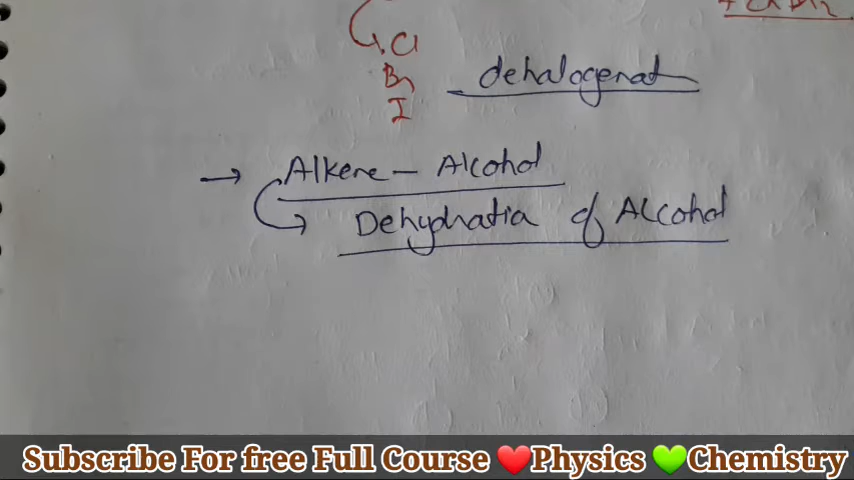 Cl
Br
dehalogenat
I
→ Alkene - Alcohol
Dehydratia of Alcohol
Subscribe For free Full Course ❤️Physics 💚Chemistry